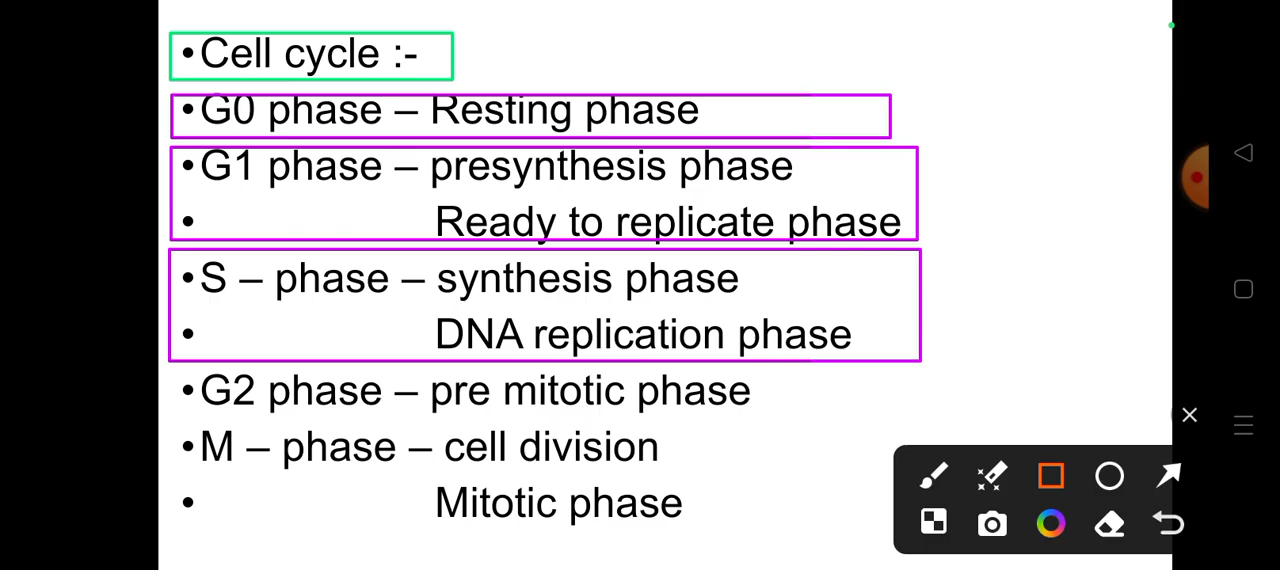 •Cell cycle :-
•G0 phase – Resting phase
•G1 phase – presynthesis phase
• Ready to replicate phase
•S – phase – synthesis phase
• DNA replication phase
•G2 phase – pre mitotic phase
•M – phase – cell division
• Mitotic phase